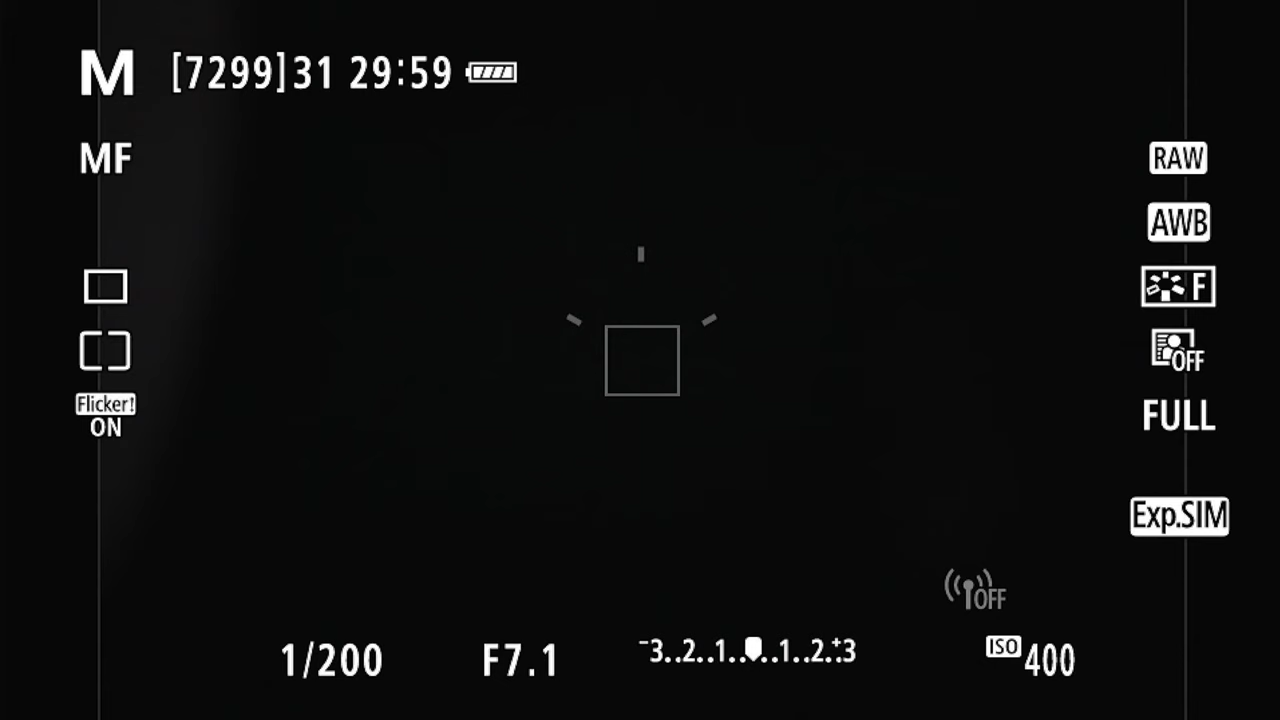 M [7299]31 29:59
MF
RAW
AWB
F
OFF
Flicker!
ON
FULL
Exp.SIM
OFF
1/200 F7.1 -3..2..1..0..1..2..+3 ISO 400